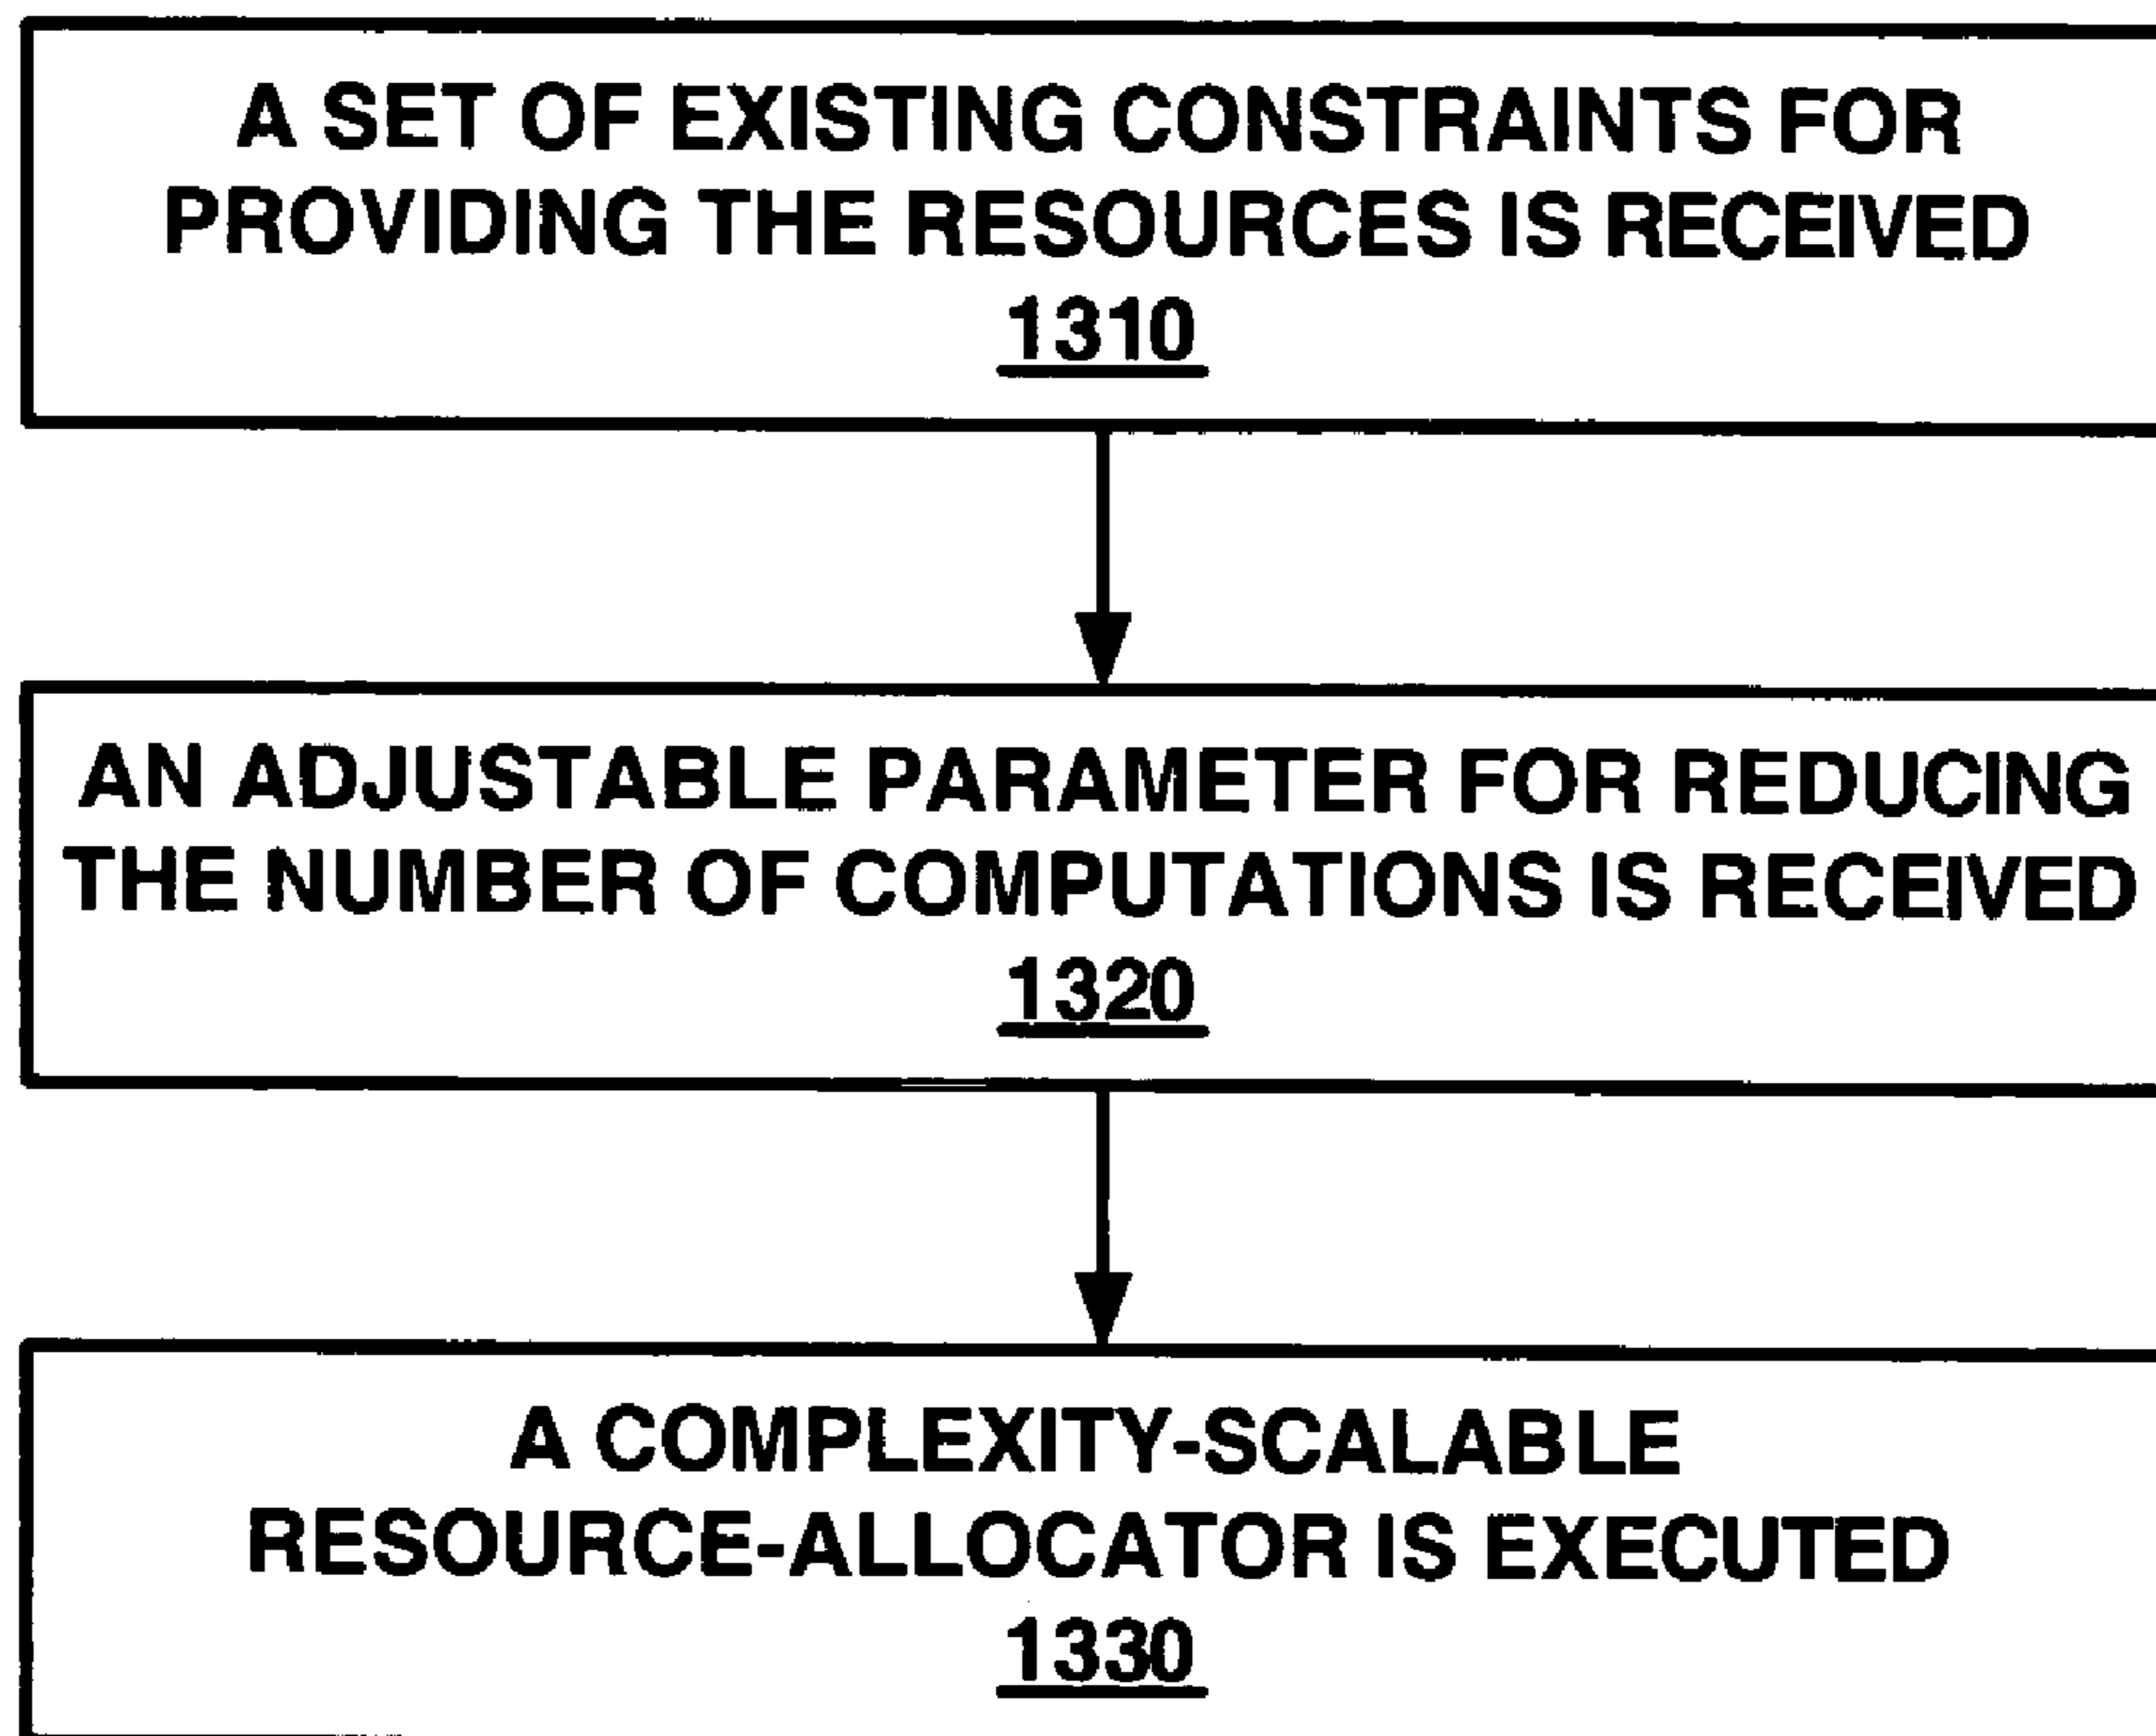 A SET OF EXISTING CONSTRAINTS FOR
PROVIDING THE RESOURCES IS RECEIVED
1310
AN ADJUSTABLE PARAMETER FOR REDUCING
THE NUMBER OF COMPUTATIONS IS RECEIVED
1320
A COMPLEXITY-SCALABLE
RESOURCE-ALLOCATOR IS EXECUTED
1330